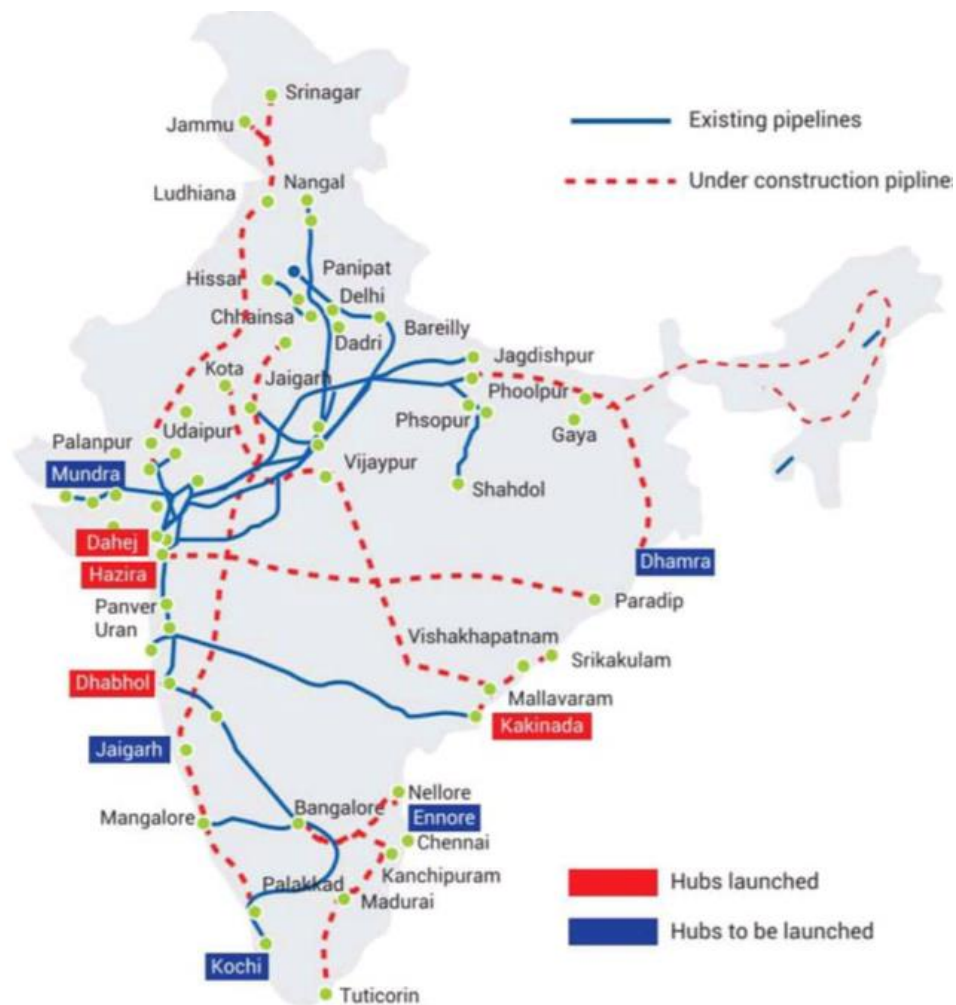 Srinagar
Existing pipelines
Jammu
Under construction piplines
Ludhiana
Nangal
Hissar
Panipat
Delhi
Chhainsa
Bareilly
Dadri
Jagdishpur
Kota
Jaigarh
Phoolpur
Phsopur
Gaya
Palanpur
Udaipur
Vijaypur
Mundra
Shahdol
Dahej
Hazira
Dhamra
Panver
Paradip
Uran
Vishakhapatnam
Srikakulam
Dhabhol
Mallavaram
Kakinada
Jaigarh
Nellore
Mangalore
Bangalore
Ennore
Chennai
Kanchipuram
Hubs launched
Palakkad
Madurai
Hubs to be launched
Kochi
Tuticorin